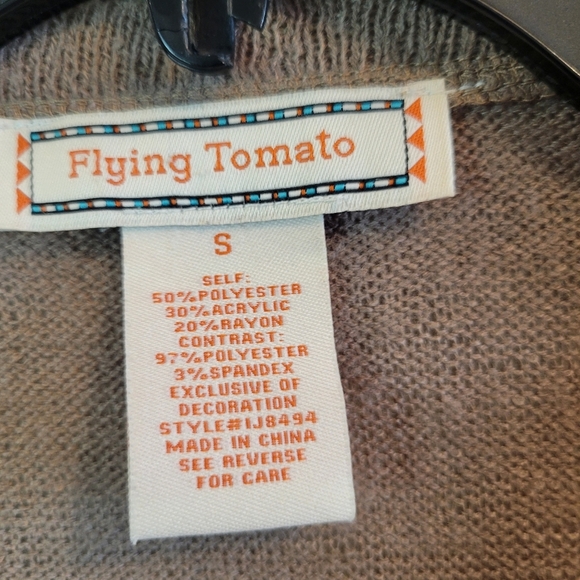 Flying Tomato
S
SELF:
50%POLYESTER
30%ACRYLIC
20%RAYON
CONTRAST:
97%POLYESTER
3%SPANDEX
EXCLUSIVE OF
DECORATION
STYLE#IJ8494
MADE IN CHINA
SEE REVERSE
FOR CARE